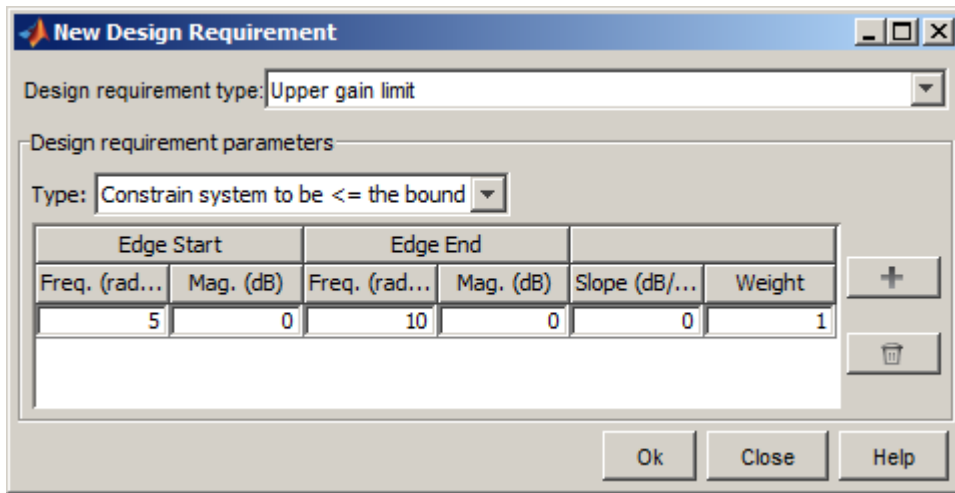 New Design Requirement
Design requirement type: Upper gain limit
Design requirement parameters
Type: Constrain system to be <= the bound
Edge Start Edge End
Freq. (rad... Mag. (dB) Freq. (rad... Mag. (dB) Slope (dB/... Weight
5 0 10 0 0 1
Ok Close Help